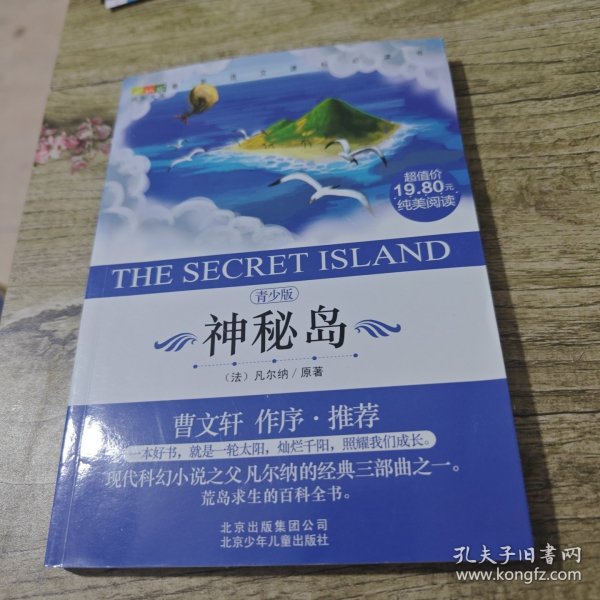 超值价
19.80元
纯美阅读
THE SECRET ISLAND
青少版
神秘岛
（法）凡尔纳/原著
曹文轩 作序·推荐
一本好书，就是一轮太阳，灿烂千阳，照耀我们成长。
现代科幻小说之父凡尔纳的经典三部曲之一。
荒岛求生的百科全书。
北京出版集团公司
北京少年儿童出版社
孔夫子旧书网
www.kongfz.com